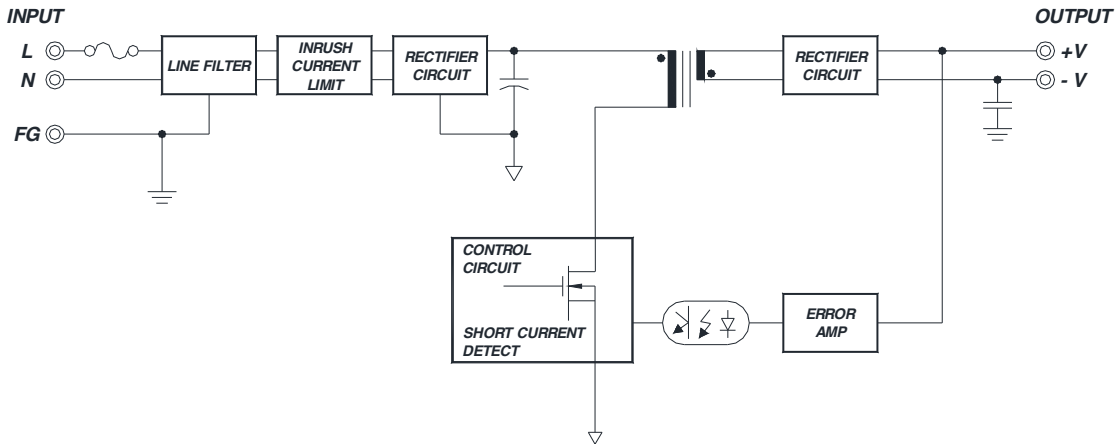 INPUT
OUTPUT
L
N
FG
LINE FILTER
INRUSH
CURRENT
LIMIT
RECTIFIER
CIRCUIT
RECTIFIER
CIRCUIT
+V
- V
CONTROL
CIRCUIT
SHORT CURRENT
DETECT
ERROR
AMP